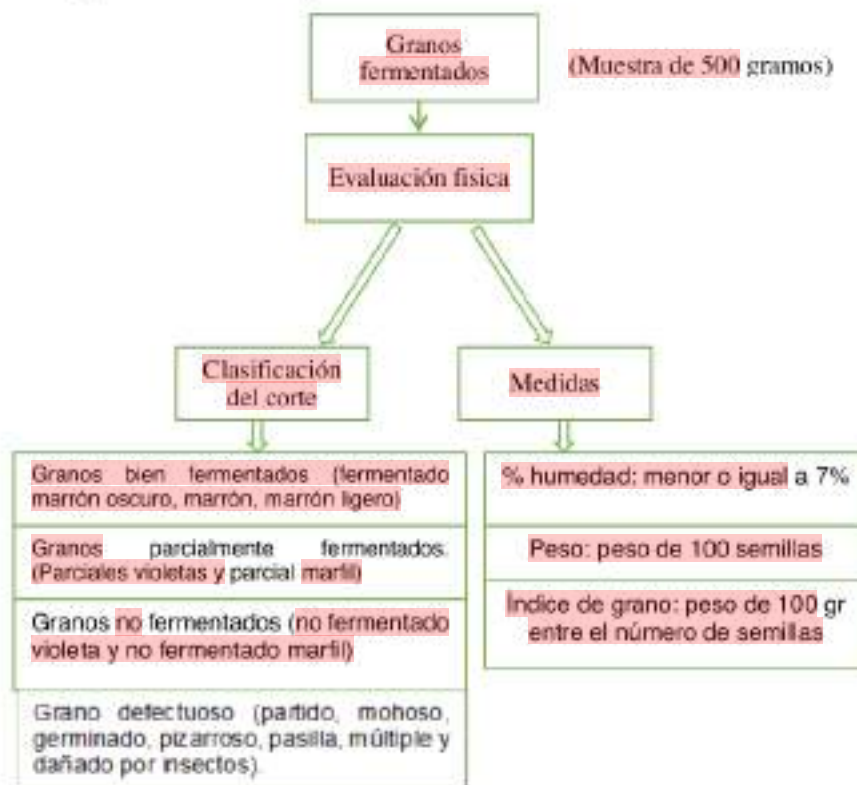 Granos
fermentados
(Muestra de 500 gramos)
Evaluación fisica
Clasificación
del corte
Medidas
Granos bien fermentados (fermentado
marrón oscuro, marrón, marrón ligero)
Granos parcialmente fermentados.
(Parciales violetas y parcial marfil)
Granos no fermentados (no fermentado
violeta y no fermentado marfil)
Grano defectuoso (partido, mohoso,
germinado, pizarroso, pasilla, múltiple y
dañado por insectos).
% humedad: menor o igual a 7%
Peso: peso de 100 semillas
Índice de grano: peso de 100 gr
entre el número de semillas